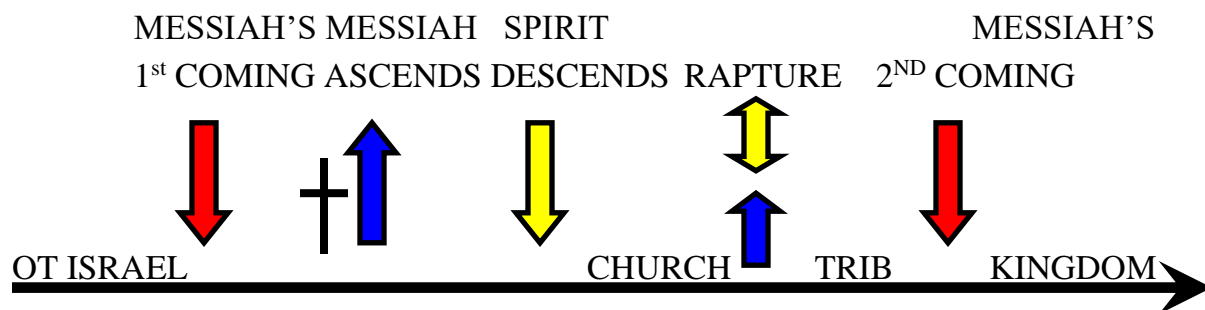 MESSIAH'S MESSIAH SPIRIT MESSIAH'S
1st COMING ASCENDS DESCENDS RAPTURE 2ND COMING
OT ISRAEL CHURCH TRIB KINGDOM